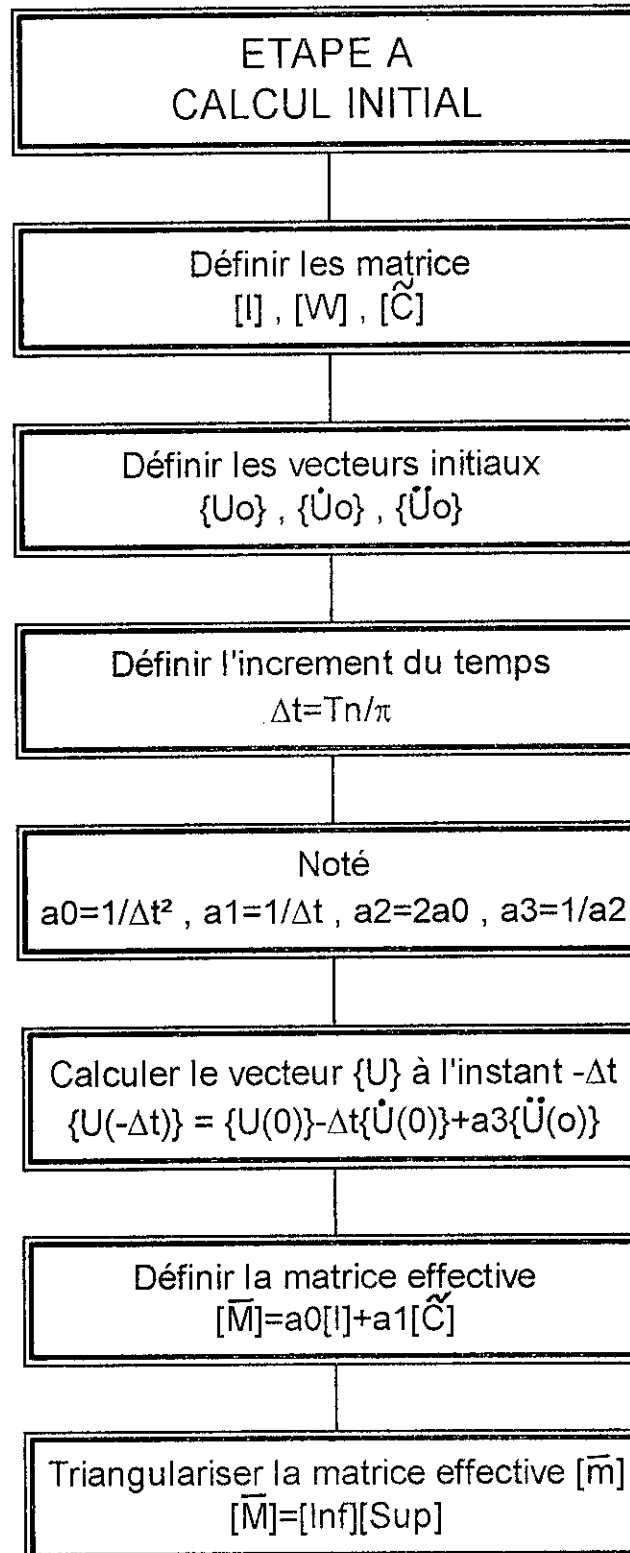 ETAPE A
CALCUL INITIAL
Définir les matrice
[I] , [W] , [C̃]
Définir les vecteurs initiaux
{Uo} , {U̇o} , {Üo}
Définir l'increment du temps
Δt=Tn/π
Noté
a0=1/Δt² , a1=1/Δt , a2=2a0 , a3=1/a2
Calculer le vecteur {U} à l'instant -Δt
{U(-Δt)} = {U(0)}-Δt{U̇(0)}+a3{Ü(o)}
Définir la matrice effective
[M̅]=a0[I]+a1[C̃]
Triangulariser la matrice effective [m̅]
[M̅]=[Inf][Sup]